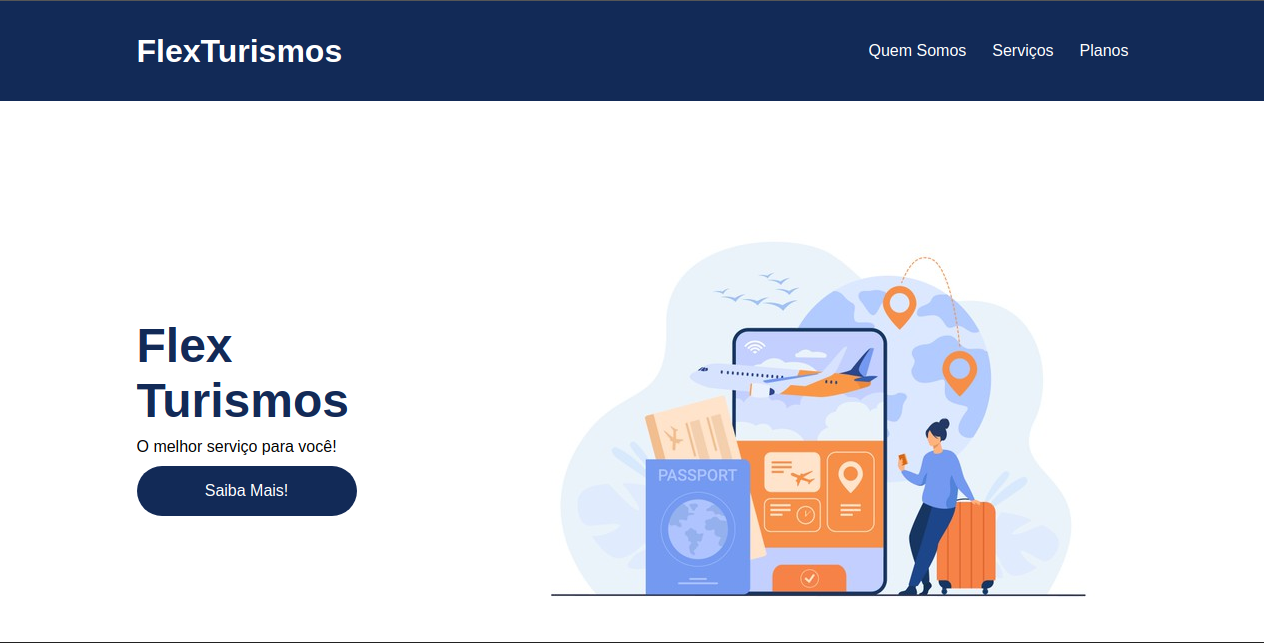 FlexTurismos
Quem Somos
Serviços
Planos
Flex
Turismos
O melhor serviço para você!
Saiba Mais!
PASSPORT